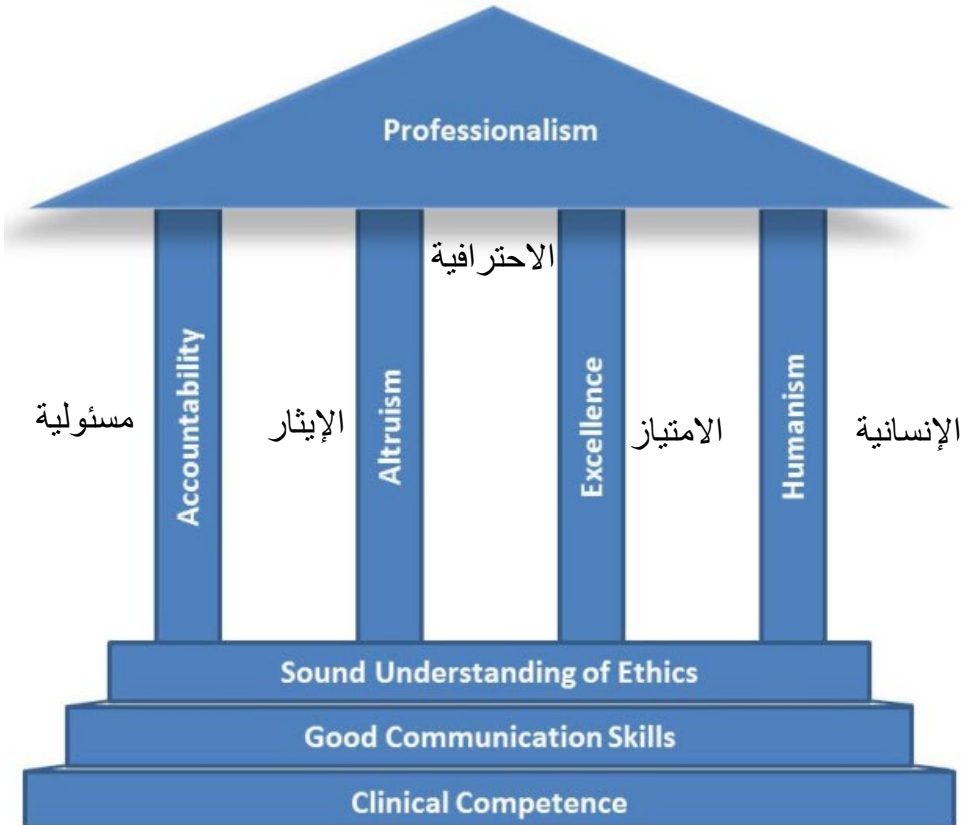 Professionalism
الاحترافية
Accountability
مسئولية
Altruism
الإيثار
Excellence
الامتياز
Humanism
الإنسانية
Sound Understanding of Ethics
Good Communication Skills
Clinical Competence